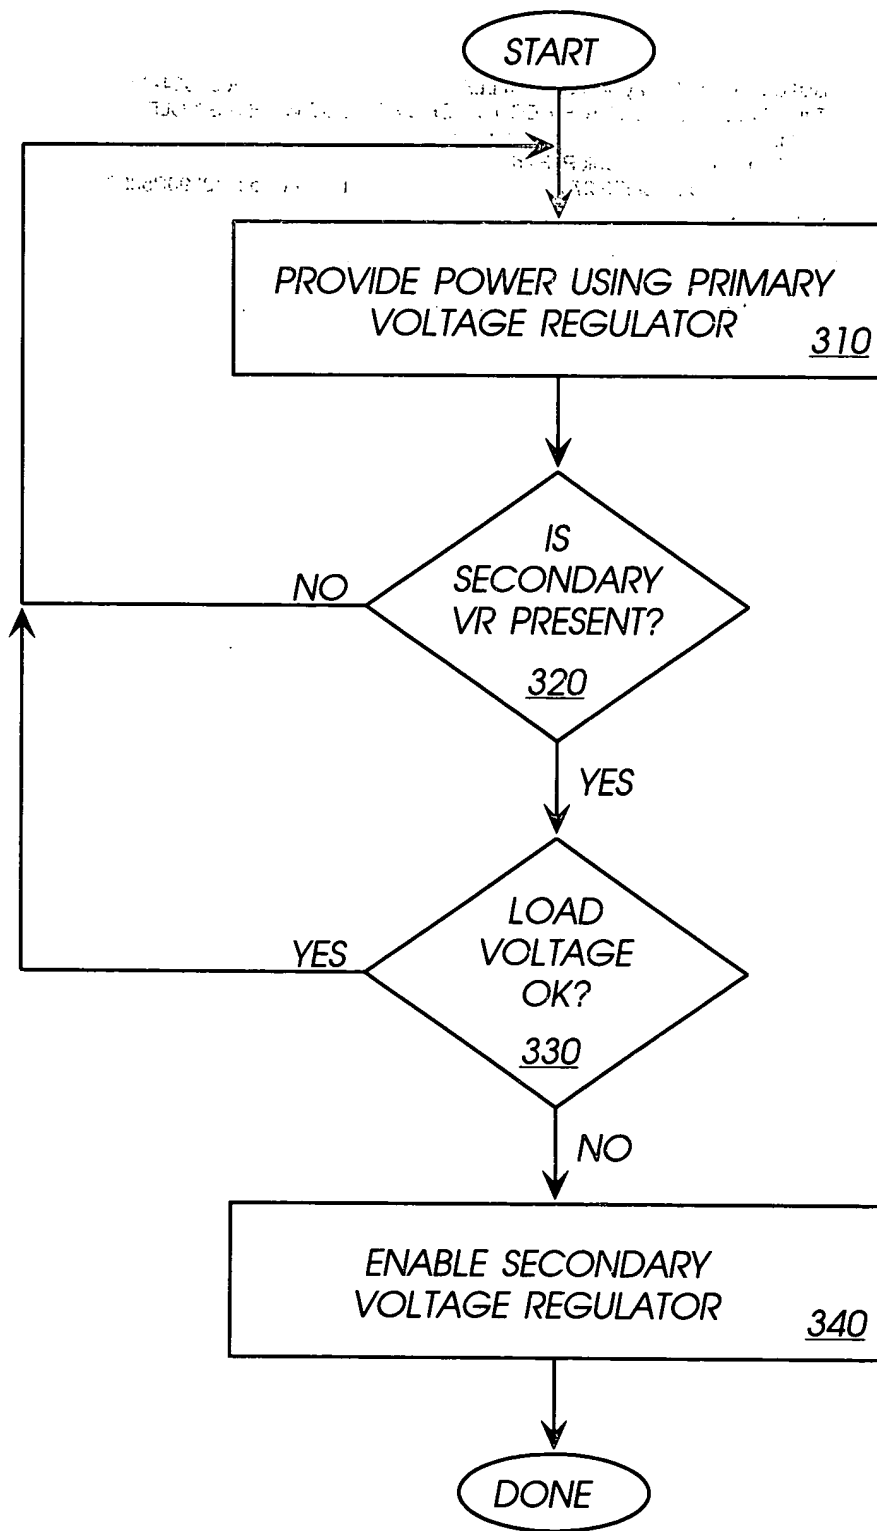 START
PROVIDE POWER USING PRIMARY
VOLTAGE REGULATOR
310
IS
SECONDARY
VR PRESENT?
320
NO
YES
LOAD
VOLTAGE
OK?
330
YES
NO
ENABLE SECONDARY
VOLTAGE REGULATOR
340
DONE